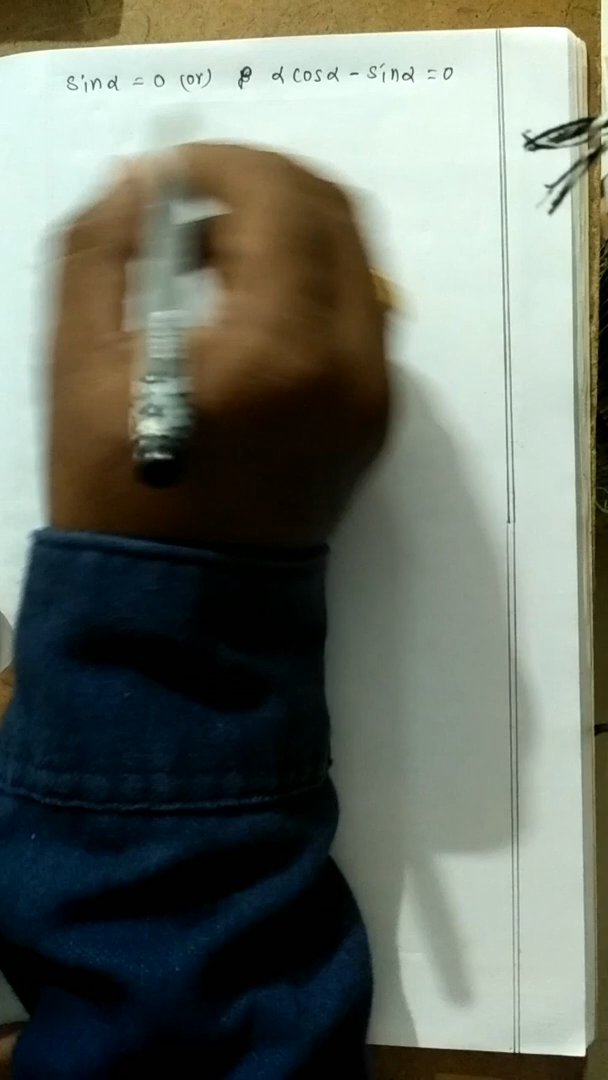 sinα = 0 (or) α cosα - sinα = 0